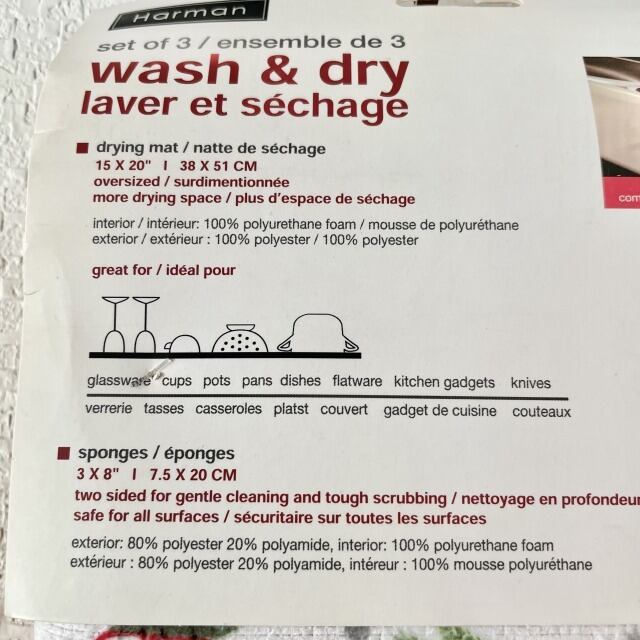 Harman
set of 3 / ensemble de 3
wash & dry
laver et séchage
drying mat / natte de séchage
15 X 20" I 38 X 51 CM
oversized / surdimentionnée
more drying space / plus d'espace de séchage
interior / intérieur: 100% polyurethane foam / mousse de polyuréthane
exterior / extérieur : 100% polyester / 100% polyester
great for / idéal pour
glassware cups pots pans dishes flatware kitchen gadgets knives
verrerie tasses casseroles platst couvert gadget de cuisine couteaux
sponges / éponges
3 X 8" I 7.5 X 20 CM
two sided for gentle cleaning and tough scrubbing / nettoyage en profondeur
safe for all surfaces / sécuritaire sur toutes les surfaces
exterior: 80% polyester 20% polyamide, interior: 100% polyurethane foam
extérieur : 80% polyester 20% polyamide, intéreur : 100% mousse polyuréthane
com